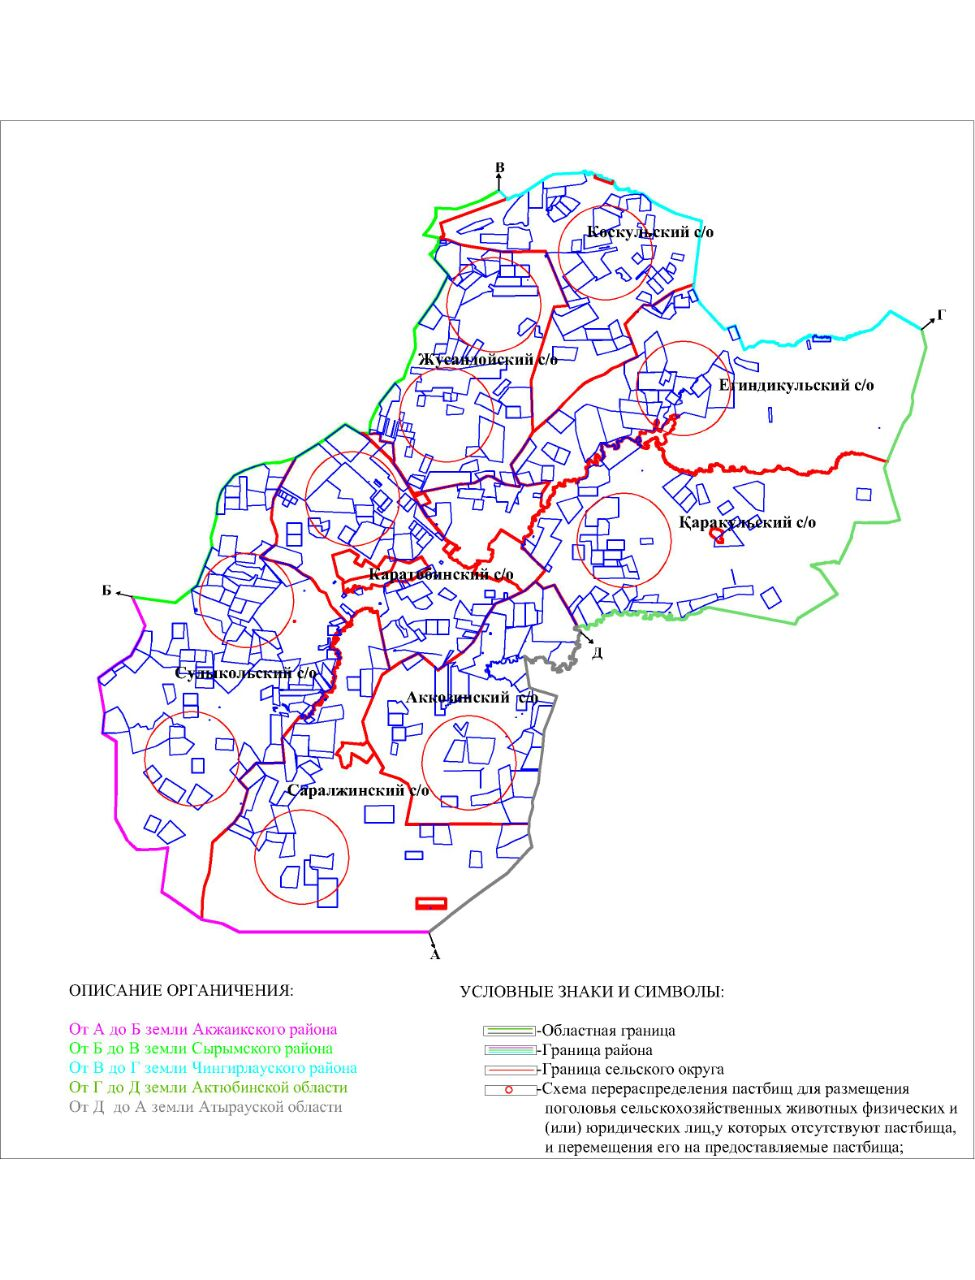 В
Коскульский с/о
Г
Жусандойский с/о
Егиндикульский с/о
Қаракульский с/о
Каратобинский с/о
Б
Д
Сулыкольский с/о
Аккозинский с/о
Саралжинский с/о
А
ОПИСАНИЕ ОРГАНИЧЕНИЯ:
От А до Б земли Акжаикского района
От Б до В земли Сырымского района
От В до Г земли Чингирлауского района
От Г до Д земли Актюбинской области
От Д до А земли Атырауской области
УСЛОВНЫЕ ЗНАКИ И СИМВОЛЫ:
-Областная граница
-Граница района
-Граница сельского округа
-Схема перераспределения пастбищ для размещения
поголовья сельскохозяйственных животных физических и
(или) юридических лиц,у которых отсутствуют пастбища,
и перемещения его на предоставляемые пастбища;